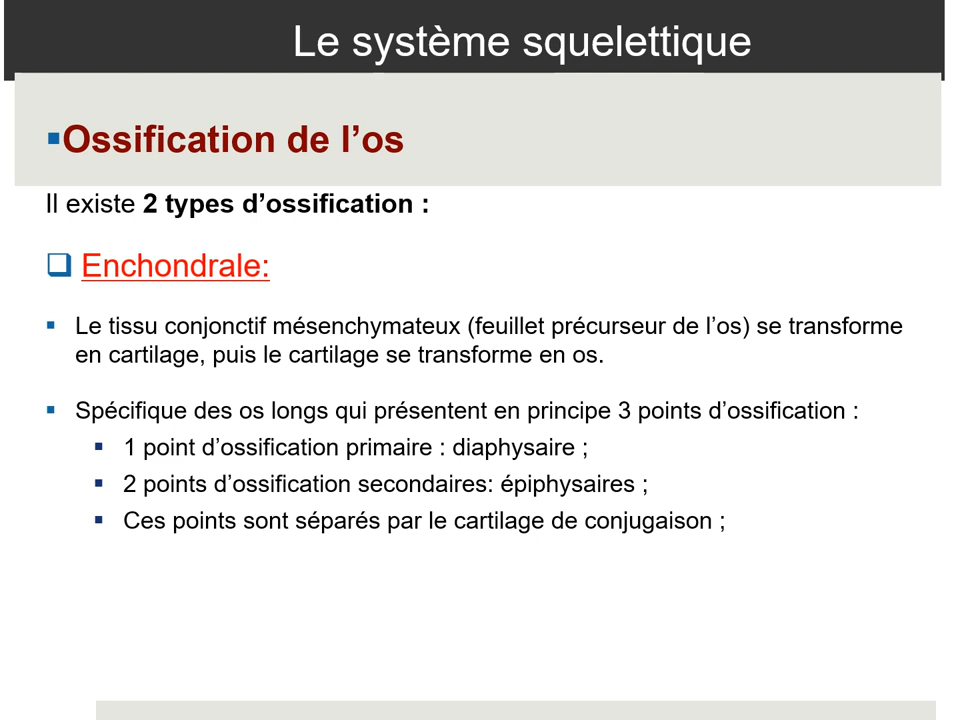 Le système squelettique
▪Ossification de l’os
Il existe 2 types d’ossification :
❑ Enchondrale:
▪ Le tissu conjonctif mésenchymateux (feuillet précurseur de l’os) se transforme
en cartilage, puis le cartilage se transforme en os.
▪ Spécifique des os longs qui présentent en principe 3 points d’ossification :
▪ 1 point d’ossification primaire : diaphysaire ;
▪ 2 points d’ossification secondaires: épiphysaires ;
▪ Ces points sont séparés par le cartilage de conjugaison ;